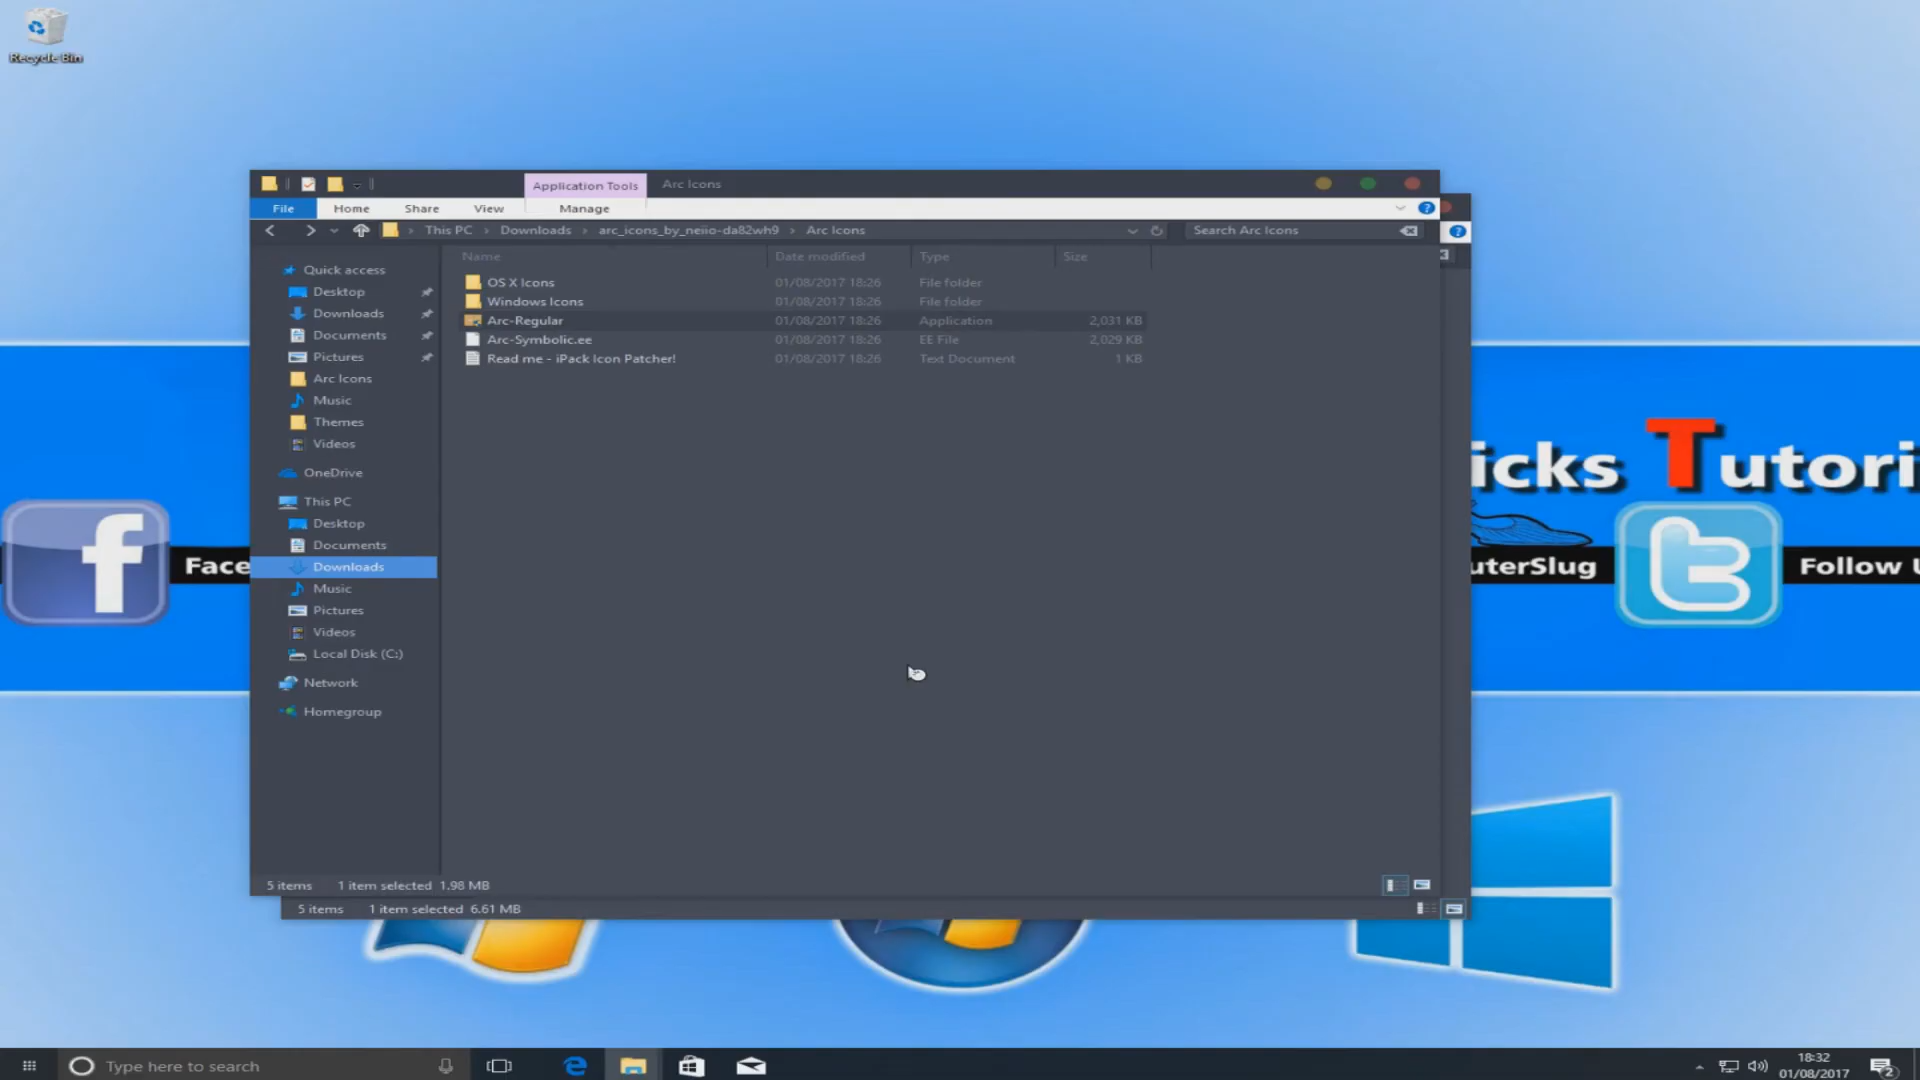 Recycle Bin
Application Tools
Arc Icons
File
Home
Share
View
Manage
This PC
Downloads
arc_icons_by_neiio-da82wh9
Arc Icons
Search Arc Icons
Name
Date modified
Type
Size
OS X Icons 01/08/2017 18:26 File folder
Windows Icons 01/08/2017 18:26 File folder
Arc-Regular 01/08/2017 18:26 Application 2,031 KB
Arc-Symbolic.ee 01/08/2017 18:26 EE File 2,029 KB
Read me - iPack Icon Patcher! 01/08/2017 18:26 Text Document 1 KB
Quick access
Desktop
Downloads
Documents
Pictures
Arc Icons
Music
Themes
Videos
OneDrive
This PC
Desktop
Documents
Downloads
Music
Pictures
Videos
Local Disk (C:)
Network
Homegroup
5 items 1 item selected 1.98 MB
5 items 1 item selected 6.61 MB
icks Tutori
Face
uterSlug
Follow U
Type here to search
18:32
01/08/2017
2